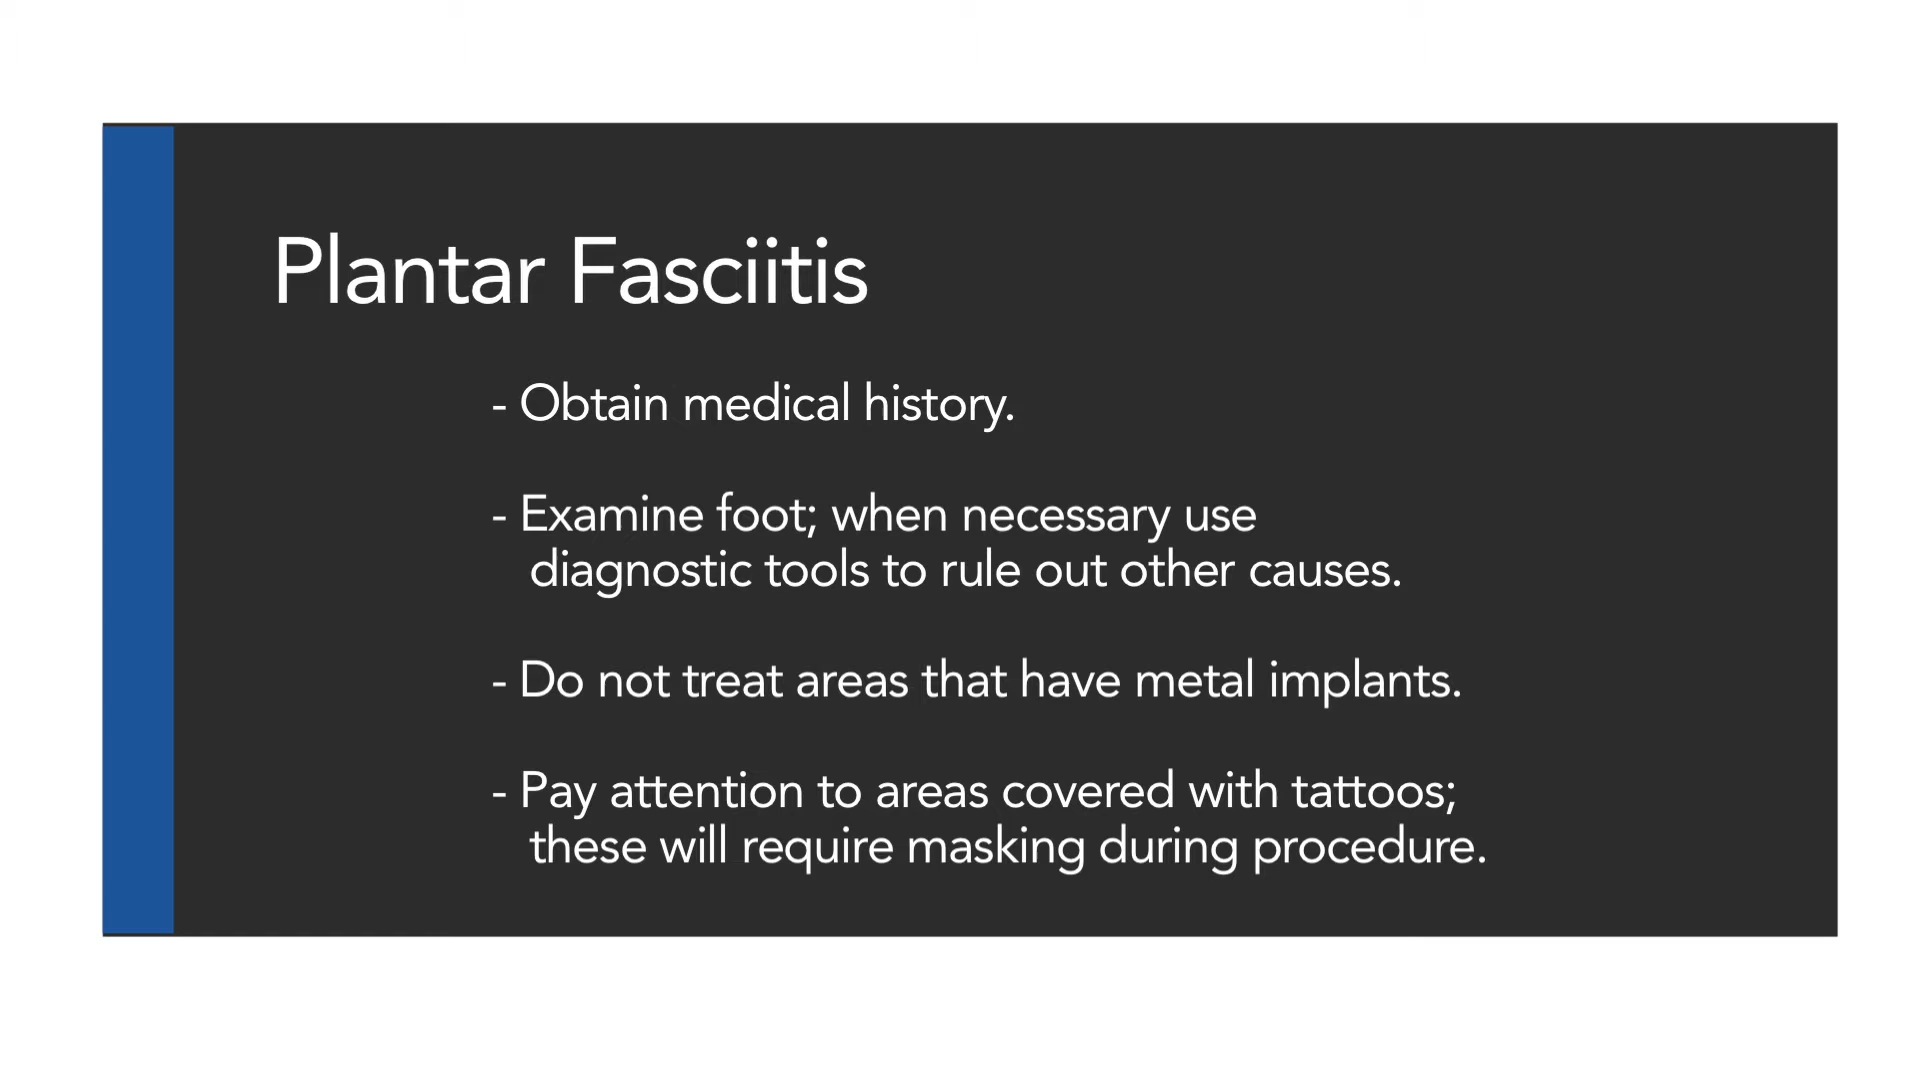 Plantar Fasciitis
- Obtain medical history.
- Examine foot; when necessary use
diagnostic tools to rule out other causes.
- Do not treat areas that have metal implants.
- Pay attention to areas covered with tattoos;
these will require masking during procedure.